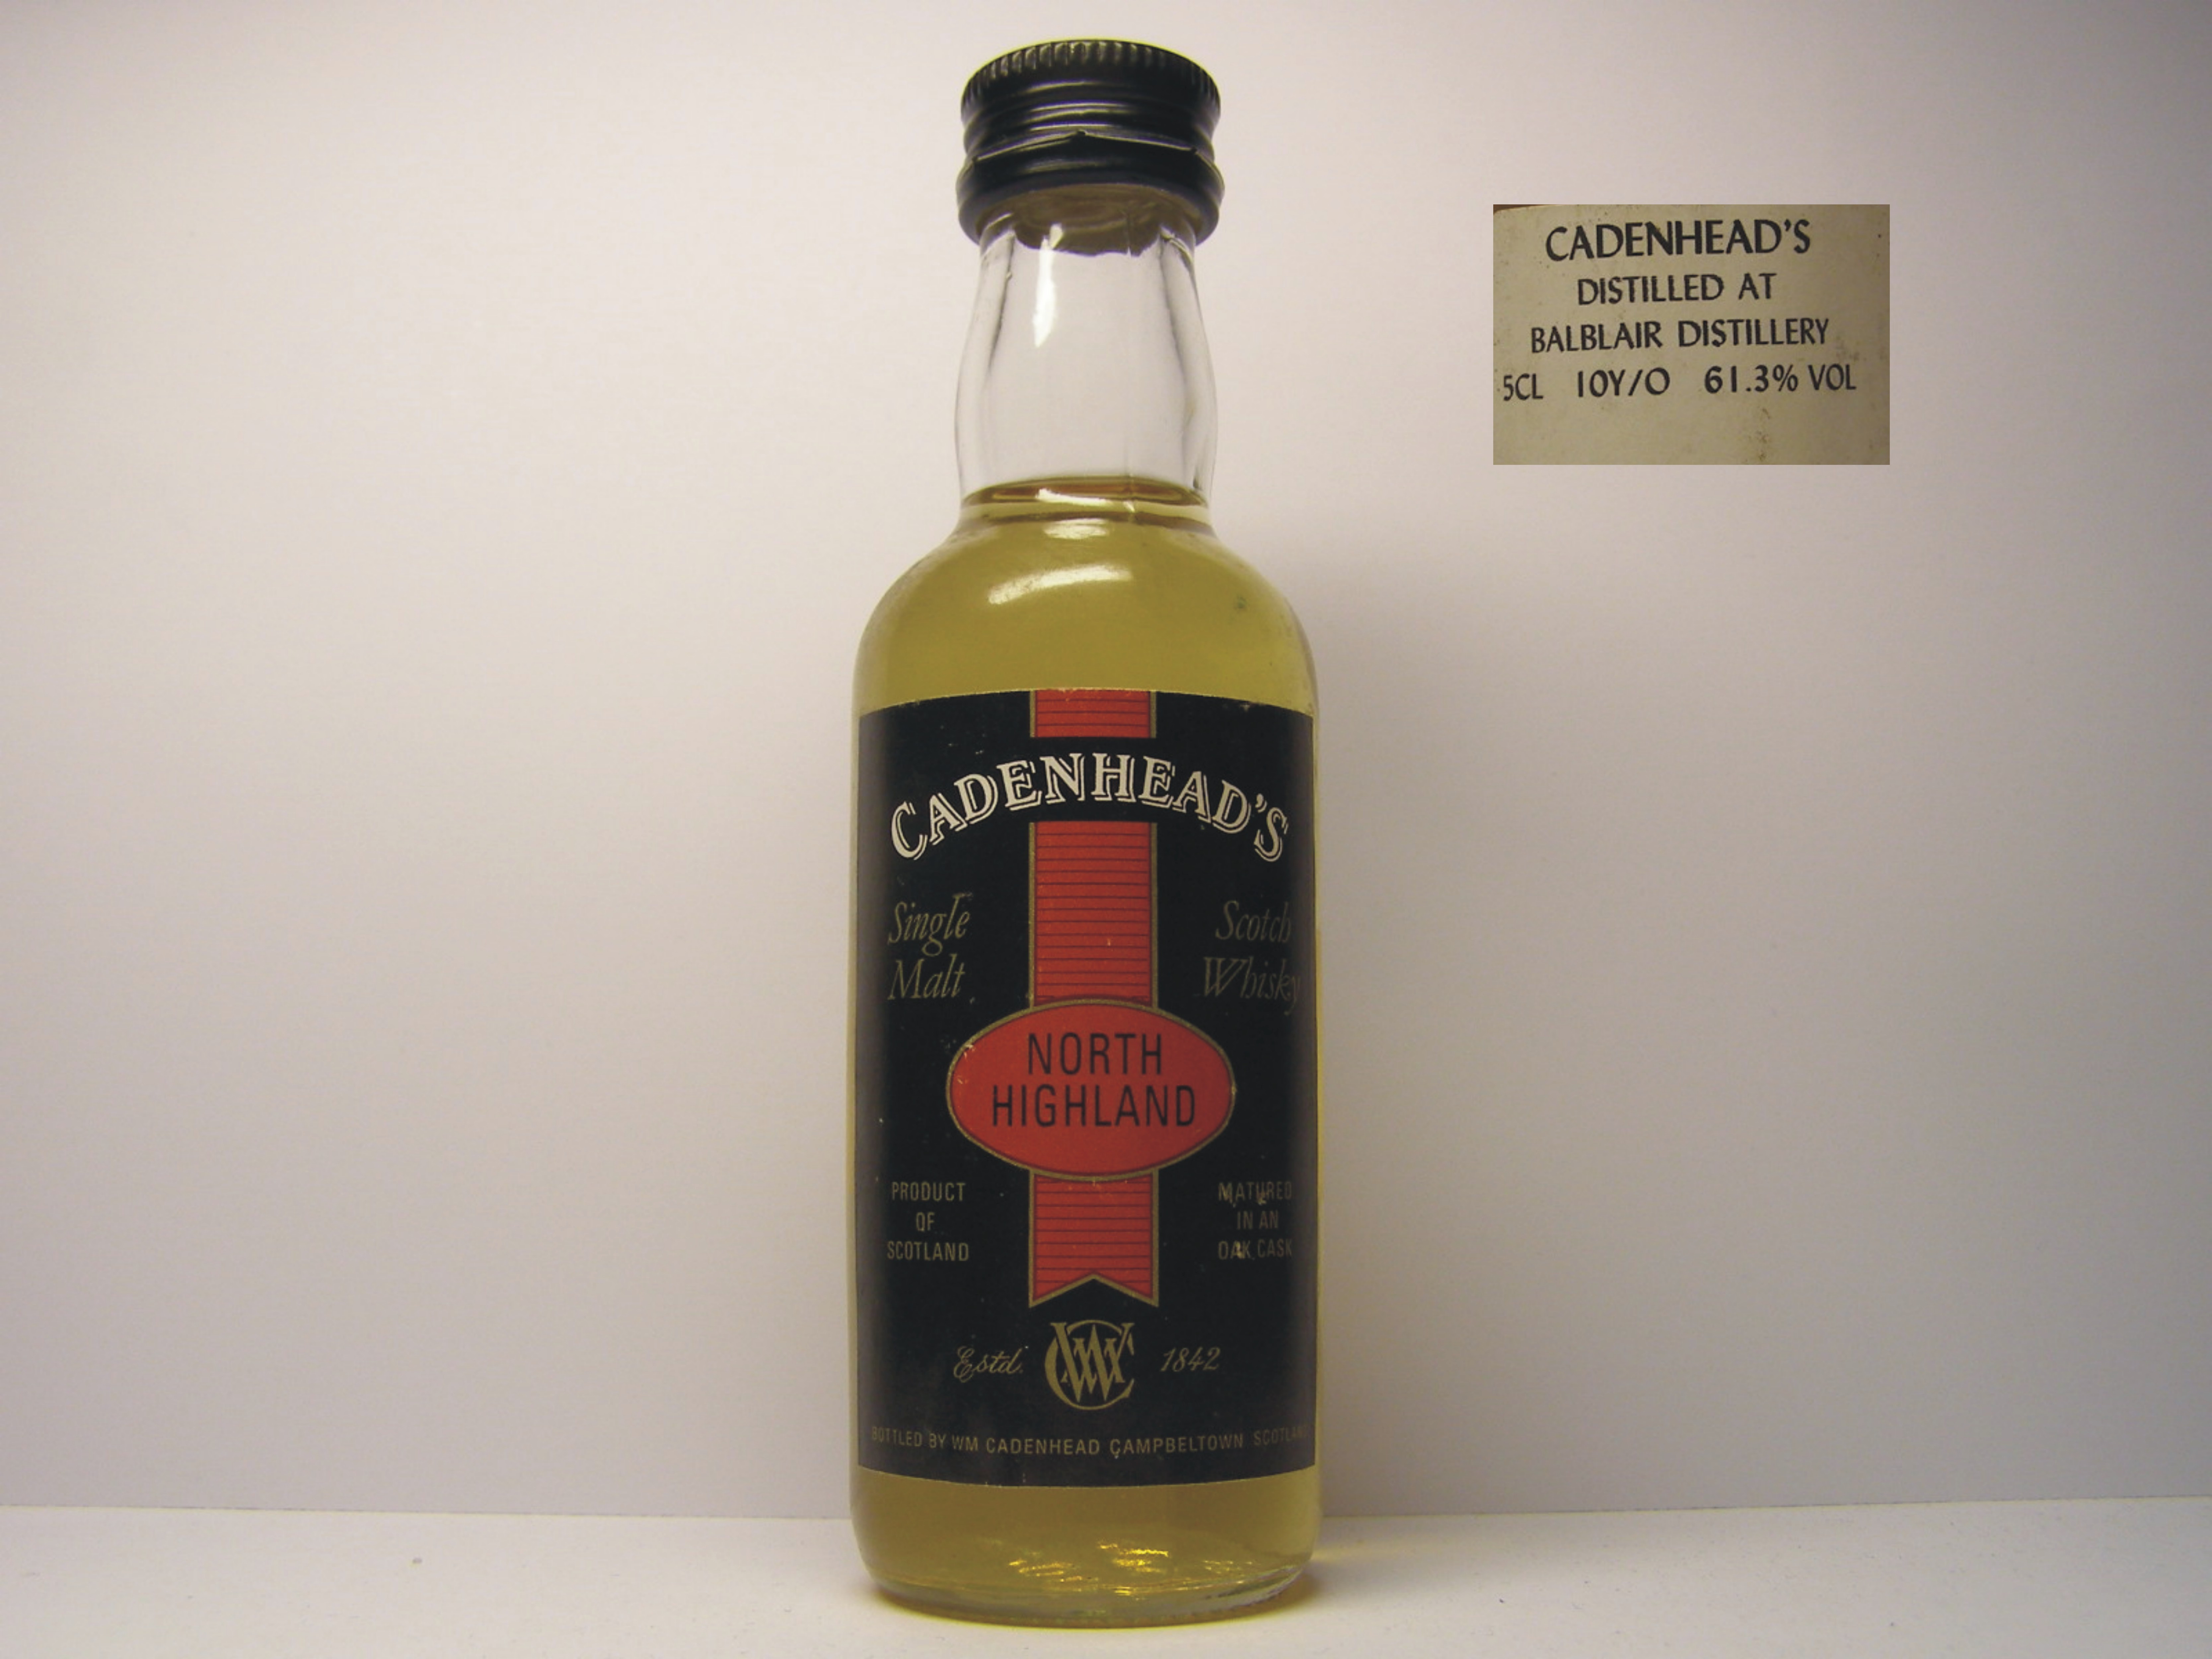 CADENHEAD'S
DISTILLED AT
BALBLAIR DISTILLERY
5CL 10Y/O 61.3% VOL
CADENHEAD'S
Single Malt
Scotch Whisky
NORTH
HIGHLAND
PRODUCT
OF
SCOTLAND
MATURED
IN AN
OAK CASK
Estd. WC 1842
BOTTLED BY WM CADENHEAD CAMPBELTOWN SCOTLAND